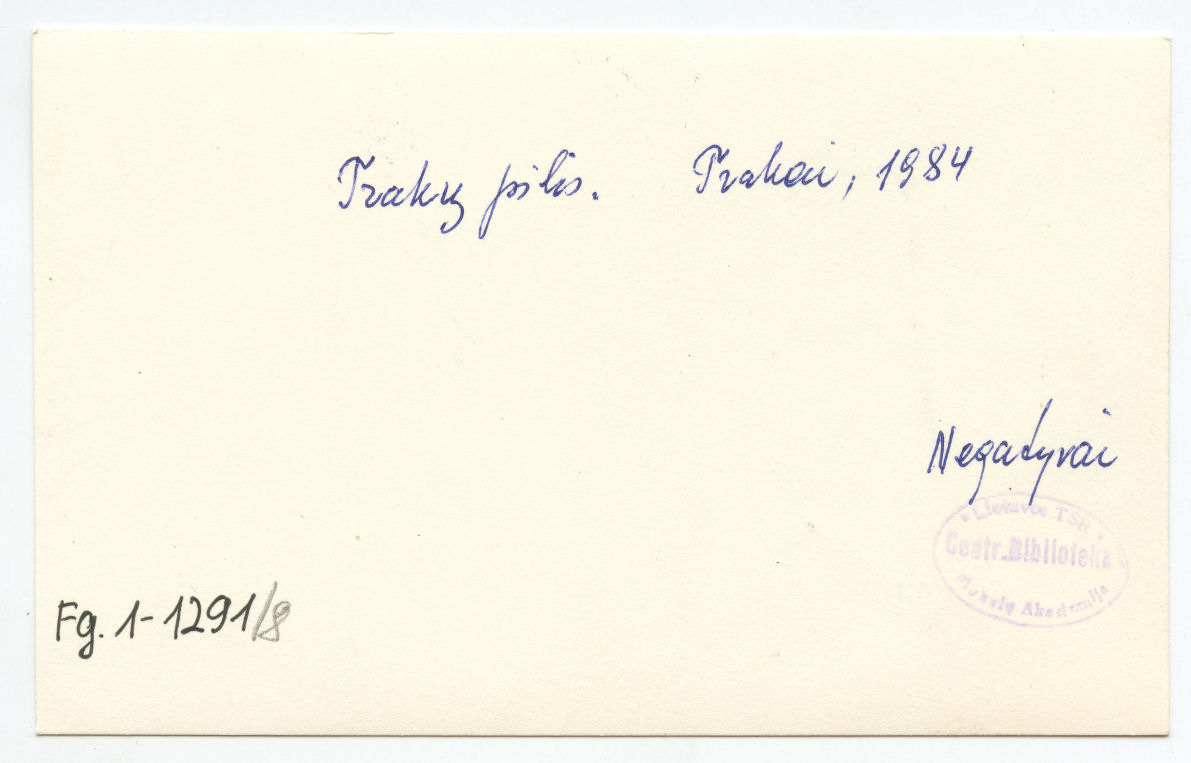 Trakų pilis. Trakai, 1984
Negatyvai
Lietuvos TSR
Centr. Biblioteka
Mokslų Akademija
Fg. 1-1291/8